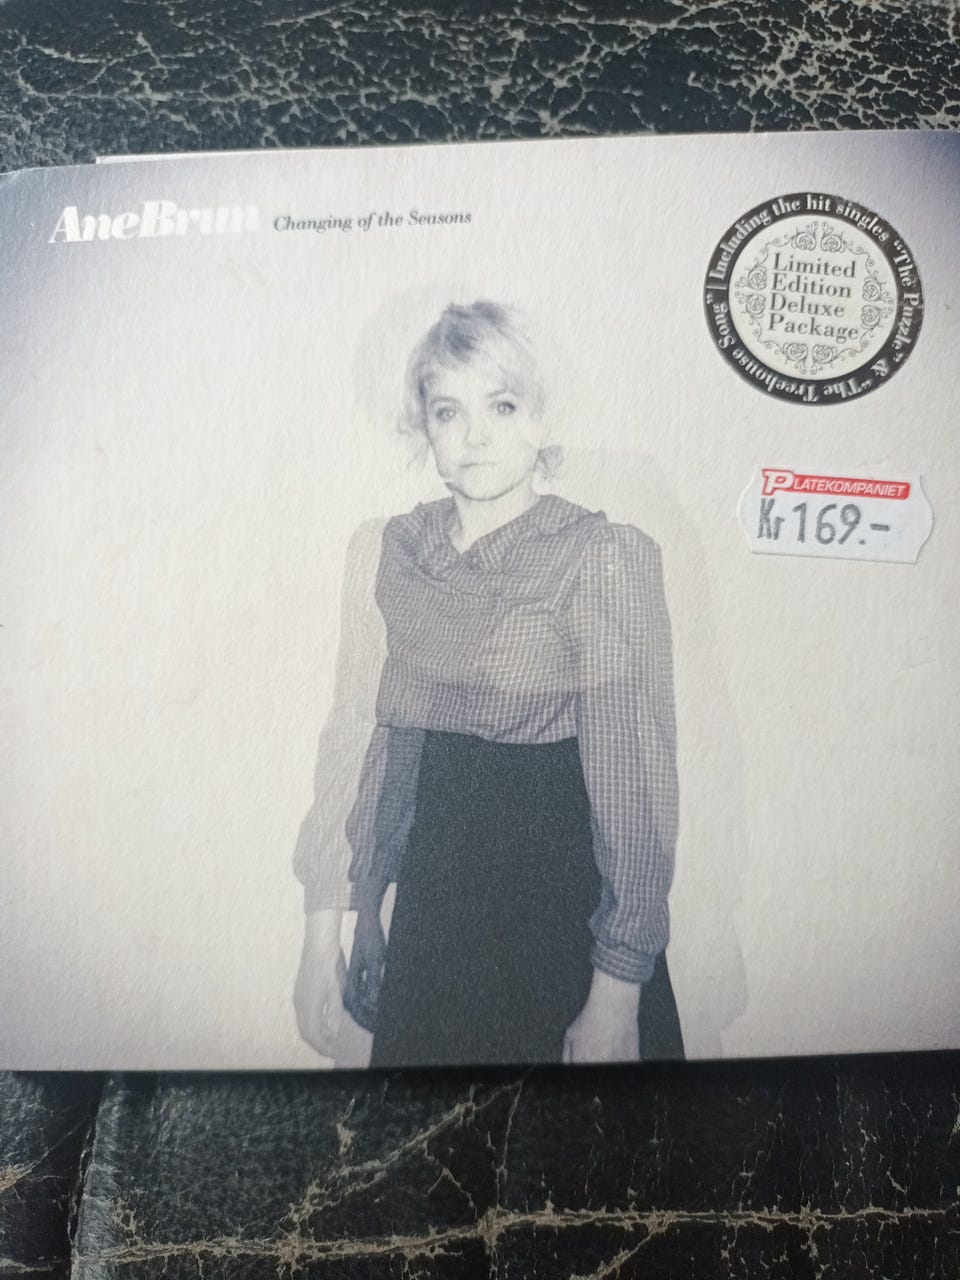 AneBrun Changing of the Seasons
Including the hit singles "The Puzzle" & "The Treehouse Song"
Limited
Edition
Deluxe
Package
PLATEKOMPANIET
Kr 169.-